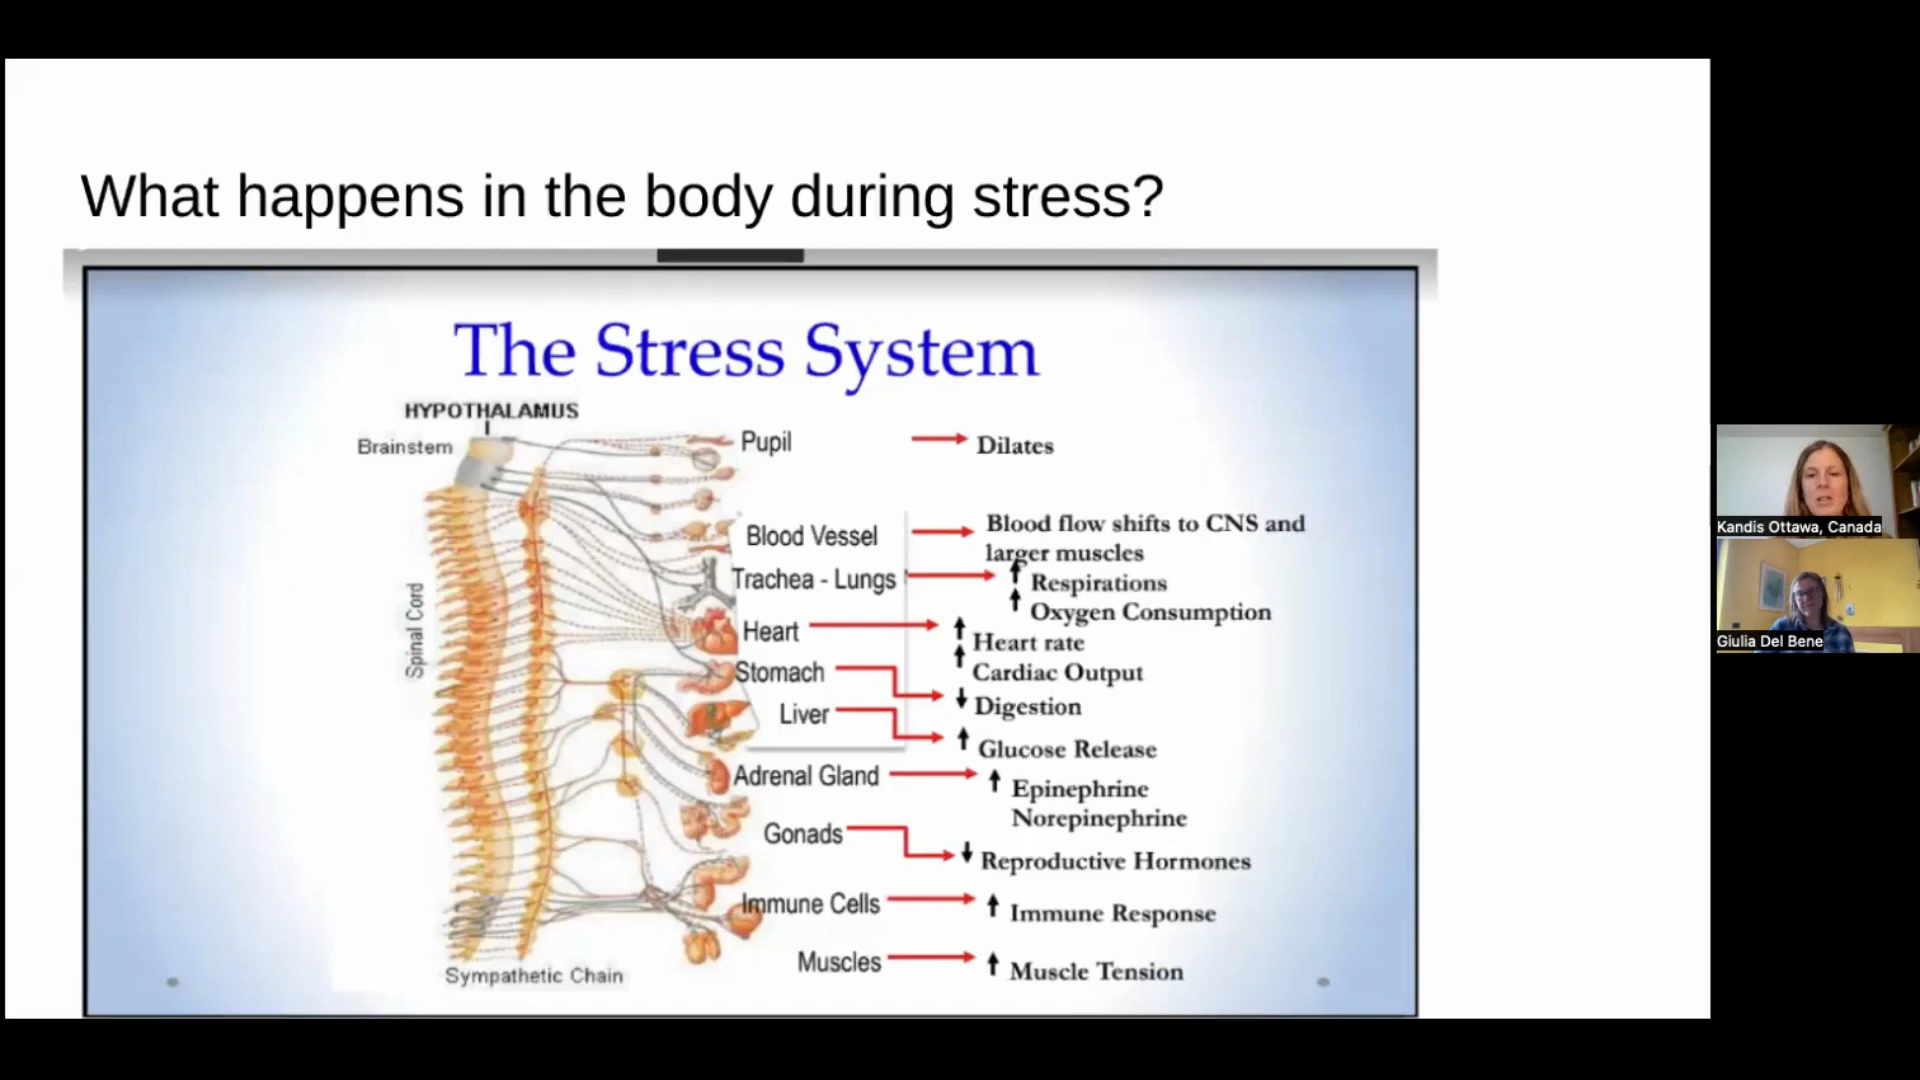 What happens in the body during stress?
The Stress System
HYPOTHALAMUS
Brainstem
Spinal Cord
Sympathetic Chain
Pupil
Dilates
Blood Vessel
Blood flow shifts to CNS and
larger muscles
Trachea - Lungs
Respirations
Oxygen Consumption
Heart
Heart rate
Cardiac Output
Stomach
Digestion
Liver
Glucose Release
Adrenal Gland
Epinephrine
Norepinephrine
Gonads
Reproductive Hormones
Immune Cells
Immune Response
Muscles
Muscle Tension
Kandis Ottawa, Canada
Giulia Del Bene